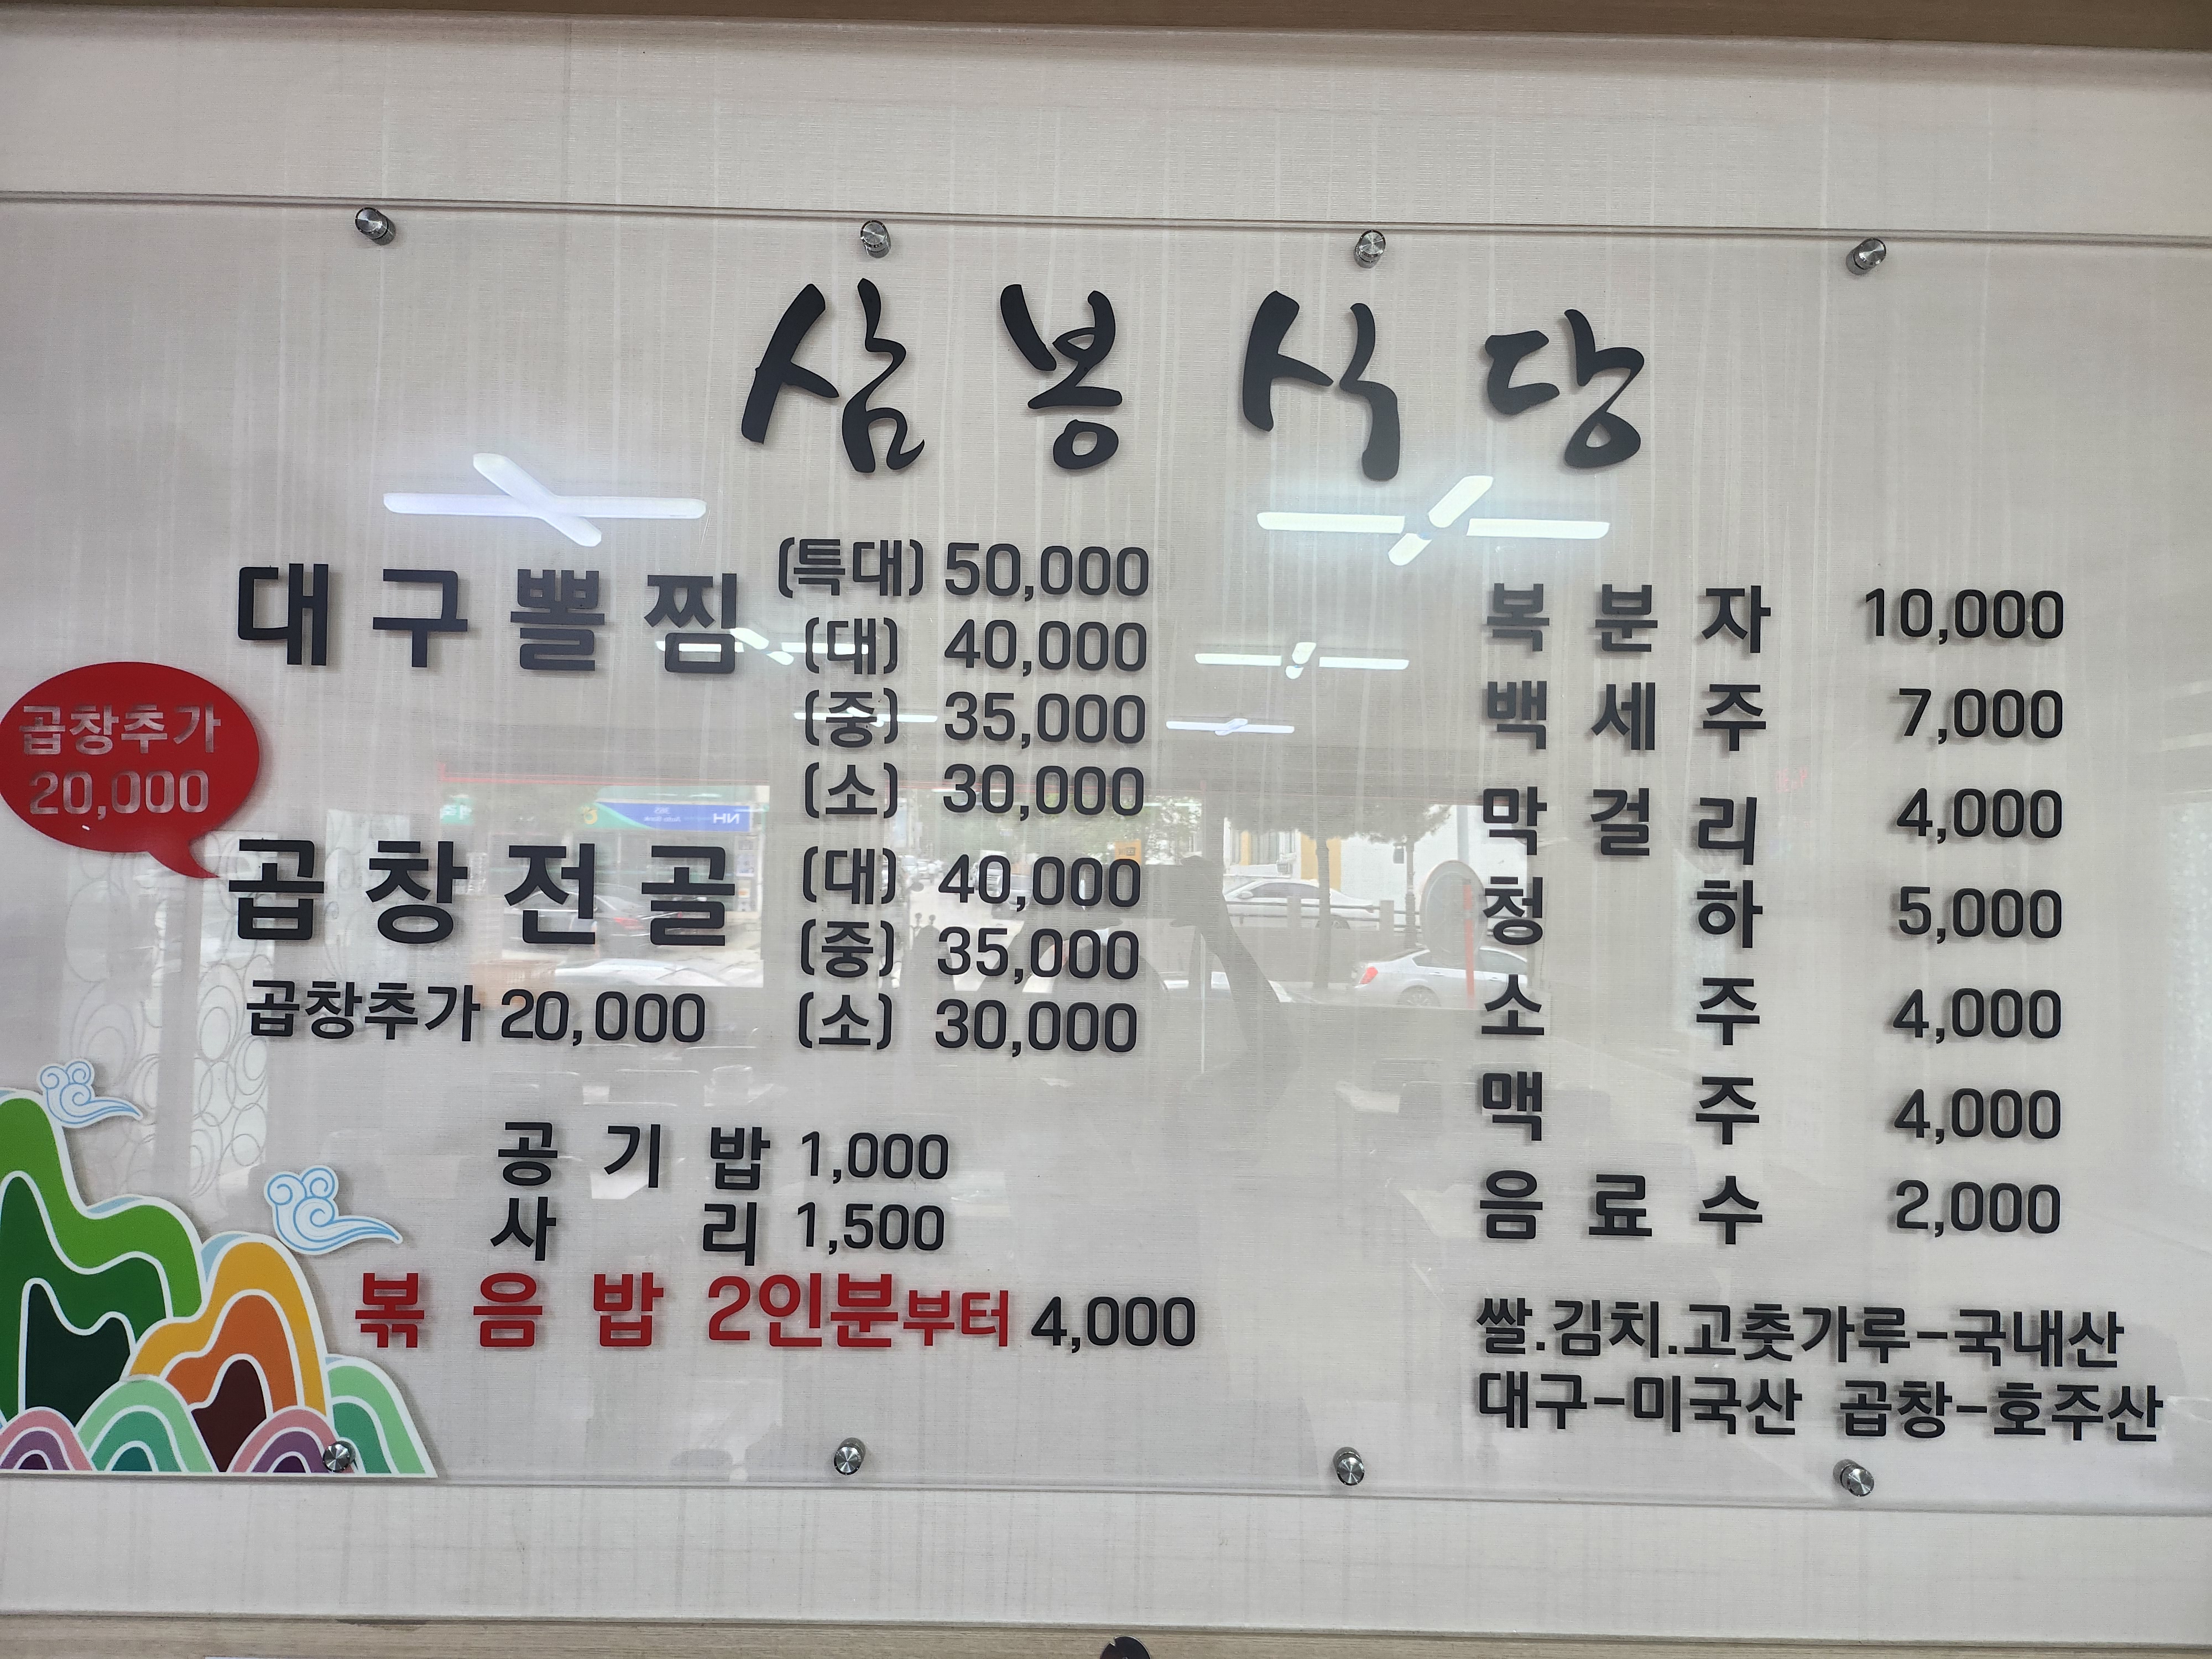 삼봉식당
대구뽈찜 (특대) 50,000
(대) 40,000
(중) 35,000
(소) 30,000
곱창추가
20,000
곱창전골 (대) 40,000
(중) 35,000
곱창추가 20,000 (소) 30,000
공기밥 1,000
사리 1,500
볶음밥 2인분부터 4,000
복분자 10,000
백세주 7,000
막걸리 4,000
청하 5,000
소주 4,000
맥주 4,000
음료수 2,000
쌀.김치.고춧가루-국내산
대구-미국산 곱창-호주산